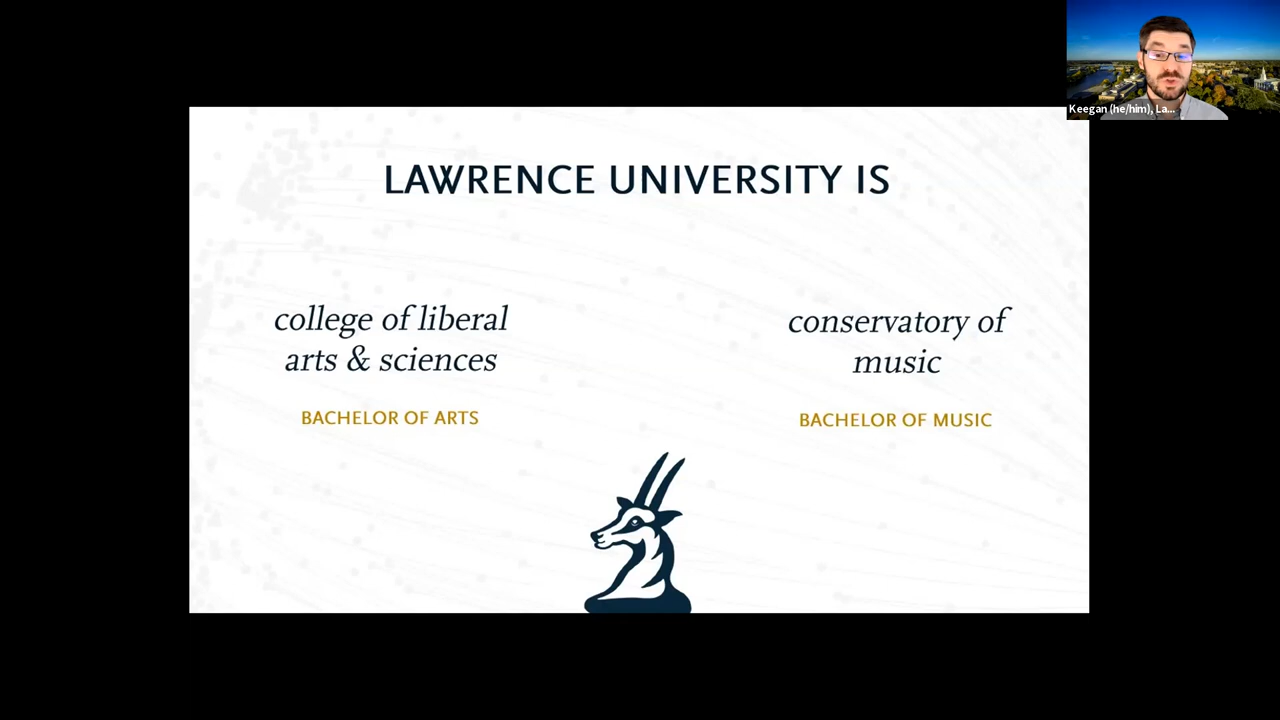 Keegan (he/him), La...
LAWRENCE UNIVERSITY IS
college of liberal
arts & sciences
BACHELOR OF ARTS
conservatory of
music
BACHELOR OF MUSIC